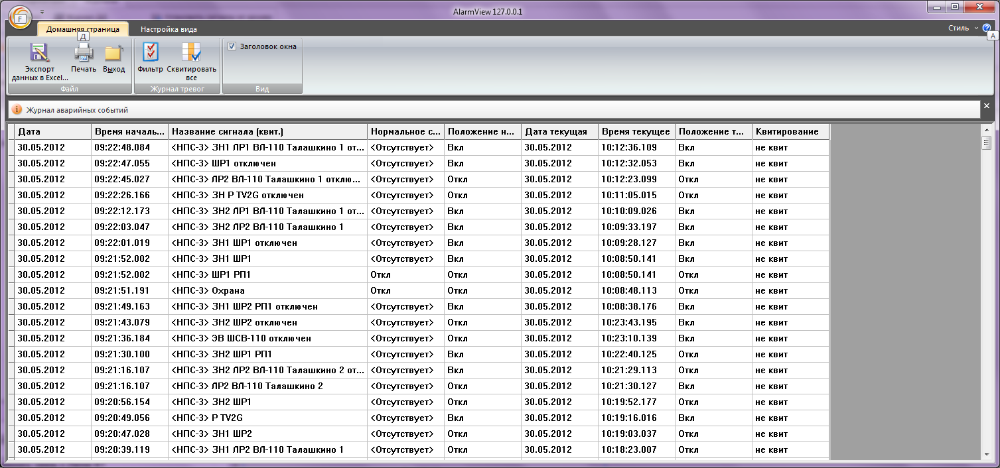 AlarmView 127.0.0.1
F
Домашняя страница
Настройка вида
Стиль
Д
A
Экспорт данных в Excel...
Печать
Выход
Фильтр
Сквитировать все
Заголовок окна
Файл
Журнал тревог
Вид
Журнал аварийных событий
Дата Время началь... Название сигнала (квит.) Нормальное с... Положение н... Дата текущая Время текущее Положение т... Квитирование
30.05.2012 09:22:48.084 <НПС-3> ЗН1 ЛР1 ВЛ-110 Талашкино 1 от... <Отсутствует> Вкл 30.05.2012 10:12:36.109 Вкл не квит
30.05.2012 09:22:47.055 <НПС-3> ШР1 отключен <Отсутствует> Вкл 30.05.2012 10:12:32.053 Вкл не квит
30.05.2012 09:22:45.027 <НПС-3> ЛР2 ВЛ-110 Талашкино 1 отклю... <Отсутствует> Откл 30.05.2012 10:12:23.099 Откл не квит
30.05.2012 09:22:26.166 <НПС-3> ЗН Р TV2G отключен <Отсутствует> Откл 30.05.2012 10:11:05.015 Откл не квит
30.05.2012 09:22:12.173 <НПС-3> ЗН2 ЛР1 ВЛ-110 Талашкино 1 от... <Отсутствует> Вкл 30.05.2012 10:10:09.026 Вкл не квит
30.05.2012 09:22:03.047 <НПС-3> ЗН2 ЛР2 ВЛ-110 Талашкино 1 <Отсутствует> Вкл 30.05.2012 10:09:33.197 Вкл не квит
30.05.2012 09:22:01.019 <НПС-3> ЗН1 ШР1 отключен <Отсутствует> Вкл 30.05.2012 10:09:28.127 Вкл не квит
30.05.2012 09:21:52.002 <НПС-3> ЗН1 ШР1 <Отсутствует> Вкл 30.05.2012 10:08:50.141 Вкл не квит
30.05.2012 09:21:52.002 <НПС-3> ШР1 РП1 Откл Откл 30.05.2012 10:08:50.141 Откл не квит
30.05.2012 09:21:51.191 <НПС-3> Охрана Откл Откл 30.05.2012 10:08:48.113 Откл не квит
30.05.2012 09:21:49.163 <НПС-3> ЗН1 ШР2 РП1 отключен <Отсутствует> Вкл 30.05.2012 10:08:38.176 Вкл не квит
30.05.2012 09:21:43.079 <НПС-3> ЗН2 ШР2 отключен <Отсутствует> Откл 30.05.2012 10:23:43.195 Вкл не квит
30.05.2012 09:21:36.184 <НПС-3> ЭВ ШСВ-110 отключен <Отсутствует> Откл 30.05.2012 10:23:10.139 Вкл не квит
30.05.2012 09:21:30.100 <НПС-3> ЗН2 ШР1 РП1 <Отсутствует> Вкл 30.05.2012 10:22:40.125 Откл не квит
30.05.2012 09:21:16.107 <НПС-3> ЗН2 ЛР2 ВЛ-110 Талашкино 2 от... <Отсутствует> Вкл 30.05.2012 10:21:29.113 Откл не квит
30.05.2012 09:21:16.107 <НПС-3> ЛР2 ВЛ-110 Талашкино 2 <Отсутствует> Откл 30.05.2012 10:21:30.127 Вкл не квит
30.05.2012 09:20:56.154 <НПС-3> ЗН2 ШР1 <Отсутствует> Откл 30.05.2012 10:19:52.177 Откл не квит
30.05.2012 09:20:49.056 <НПС-3> Р TV2G <Отсутствует> Вкл 30.05.2012 10:19:16.016 Вкл не квит
30.05.2012 09:20:47.028 <НПС-3> ЗН1 ШР2 <Отсутствует> Откл 30.05.2012 10:19:03.037 Откл не квит
30.05.2012 09:20:39.119 <НПС-3> ЗН1 ЛР2 ВЛ-110 Талашкино 1 <Отсутствует> Откл 30.05.2012 10:18:23.007 Откл не квит